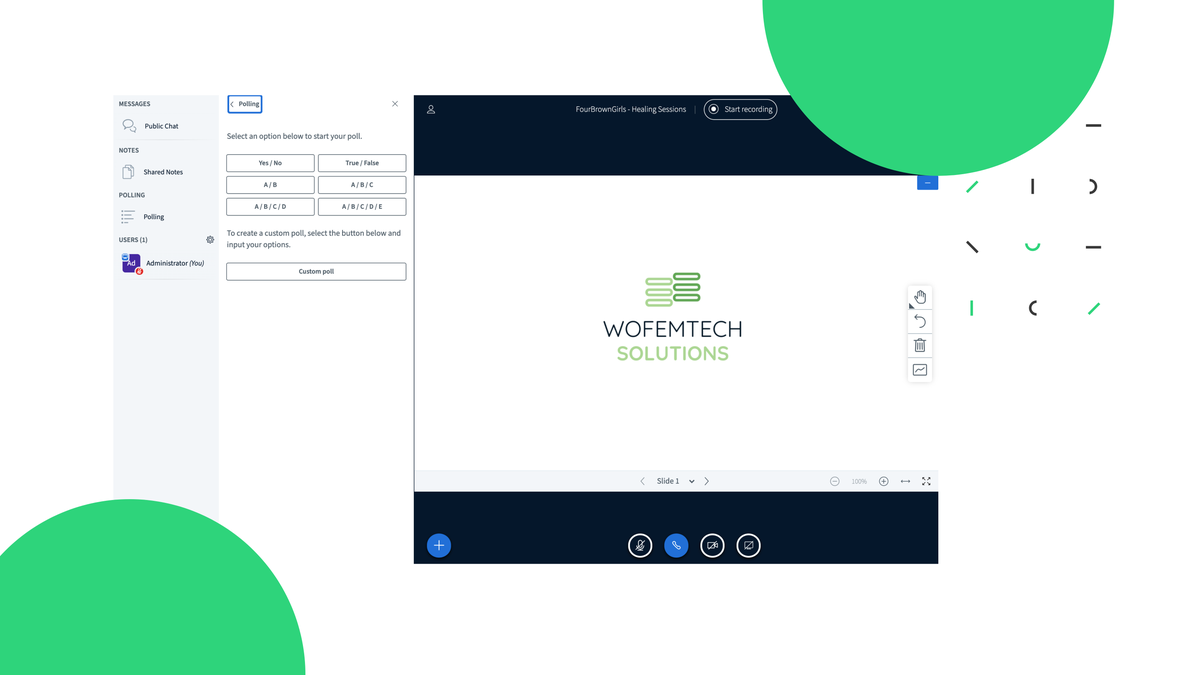 MESSAGES
Public Chat
NOTES
Shared Notes
POLLING
Polling
USERS (1)
Ad
Administrator (You)
Polling
Select an option below to start your poll.
Yes / No
True / False
A / B
A / B / C
A / B / C / D
A / B / C / D / E
To create a custom poll, select the button below and
input your options.
Custom poll
FourBrownGirls - Healing Sessions
Start recording
WOFEMTECH
SOLUTIONS
Slide 1
100%